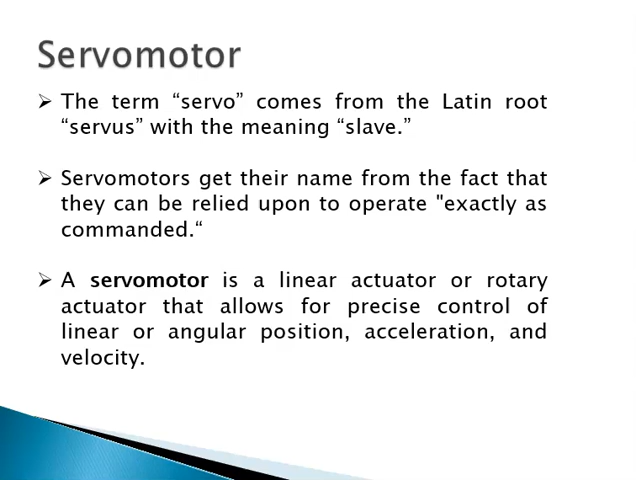 Servomotor
➢ The term “servo” comes from the Latin root
“servus” with the meaning “slave.”
➢ Servomotors get their name from the fact that
they can be relied upon to operate "exactly as
commanded.“
➢ A servomotor is a linear actuator or rotary
actuator that allows for precise control of
linear or angular position, acceleration, and
velocity.